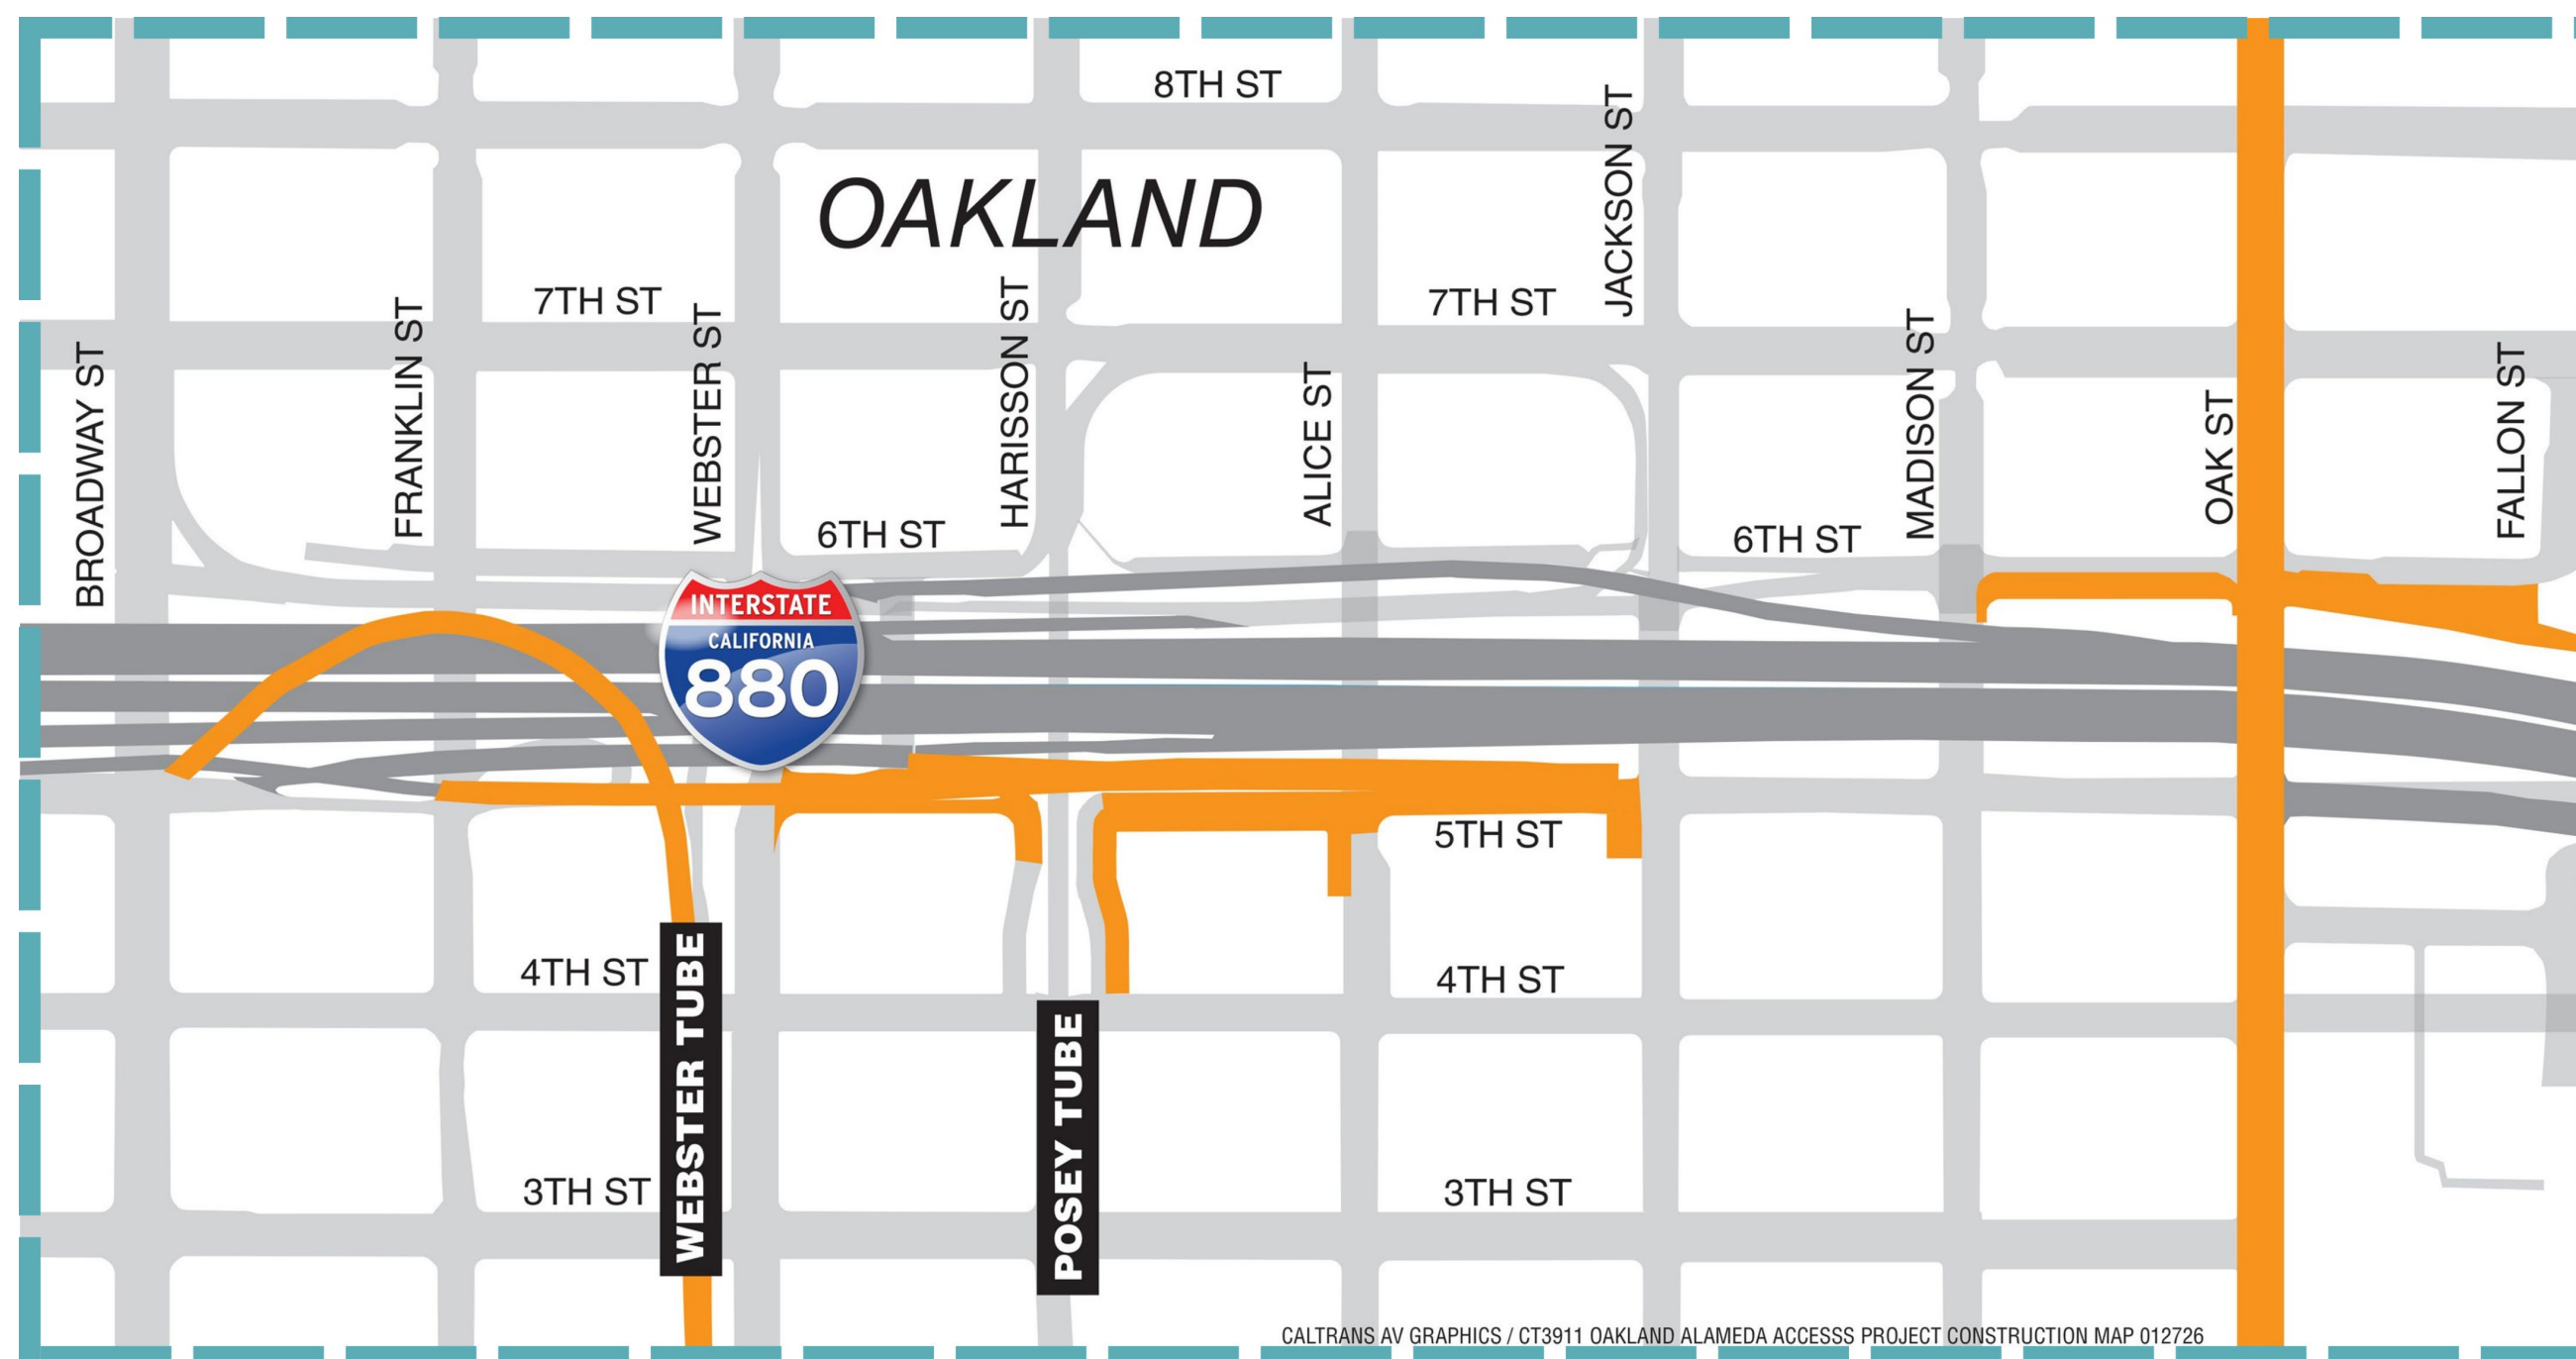 8TH ST
JACKSON ST
OAKLAND
7TH ST
7TH ST
BROADWAY ST
FRANKLIN ST
WEBSTER ST
HARISSON ST
ALICE ST
MADISON ST
OAK ST
FALLON ST
6TH ST
6TH ST
INTERSTATE
CALIFORNIA
880
5TH ST
4TH ST
4TH ST
WEBSTER TUBE
POSEY TUBE
3TH ST
3TH ST
CALTRANS AV GRAPHICS / CT3911 OAKLAND ALAMEDA ACCESSS PROJECT CONSTRUCTION MAP 012726